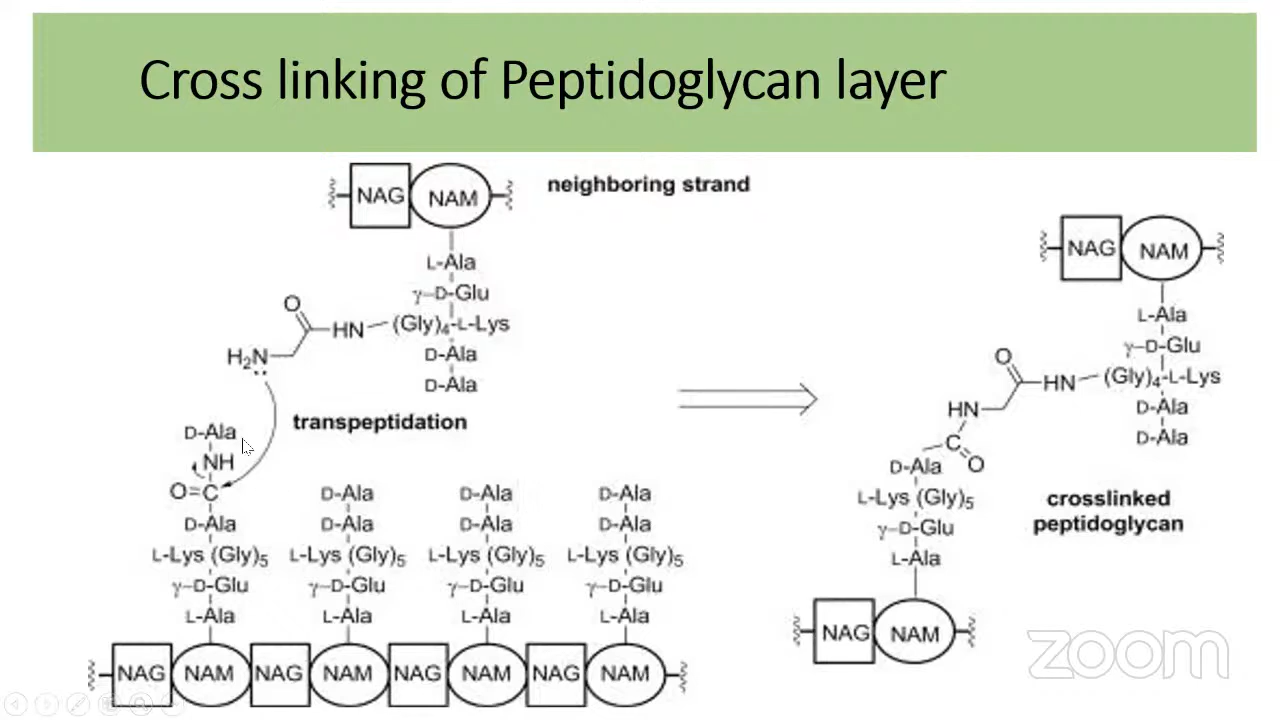 Cross linking of Peptidoglycan layer
NAG NAM
neighboring strand
L-Ala
γ-D-Glu
O
HN (Gly)4-L-Lys
H2N
D-Ala
D-Ala
transpeptidation
D-Ala
NH
O=C
D-Ala D-Ala D-Ala
D-Ala D-Ala D-Ala D-Ala
L-Lys (Gly)5 L-Lys (Gly)5 L-Lys (Gly)5 L-Lys (Gly)5
γ-D-Glu γ-D-Glu γ-D-Glu γ-D-Glu
L-Ala L-Ala L-Ala L-Ala
NAG NAM NAG NAM NAG NAM NAG NAM
NAG NAM
L-Ala
γ-D-Glu
O
HN (Gly)4-L-Lys
HN
D-Ala
D-Ala
C
O
D-Ala
L-Lys (Gly)5
γ-D-Glu
L-Ala
crosslinked
peptidoglycan
NAG NAM
zoom